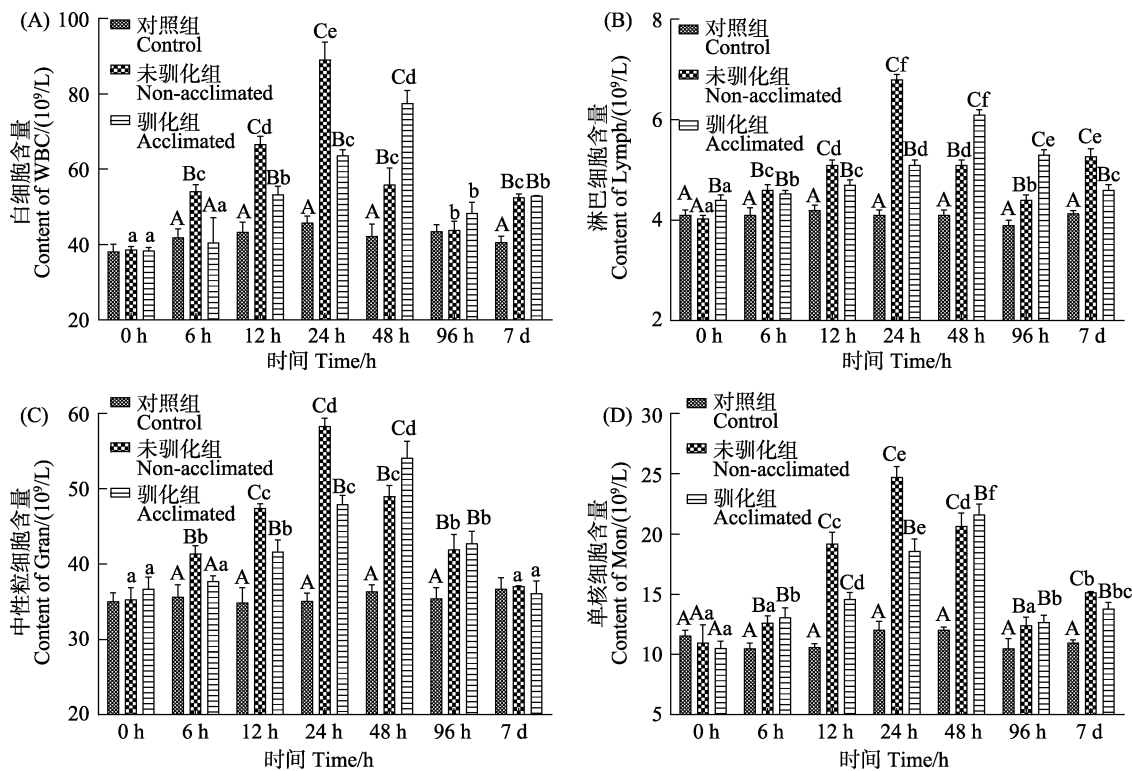 (A)
对照组
Control
未驯化组
Non-acclimated
驯化组
Acclimated
白细胞含量
Content of WBC/(10⁹/L)
100
80
60
40
20
a a
A Bc Aa
A Cd Bb
A Ce Bc
A Bc Cd
b b
A Bc Bb
0 h 6 h 12 h 24 h 48 h 96 h 7 d
时间 Time/h
(B)
对照组
Control
未驯化组
Non-acclimated
驯化组
Acclimated
淋巴细胞含量
Content of Lymph/(10⁹/L)
8
6
4
2
A Aa Ba
A Bc Bb
A Cd Bc
A Cf Bd
A Bd Cf
A Bb Ce
A Ce Bc
0 h 6 h 12 h 24 h 48 h 96 h 7 d
时间 Time/h
(C)
对照组
Control
未驯化组
Non-acclimated
驯化组
Acclimated
中性粒细胞含量
Content of Gran/(10⁹/L)
60
50
40
30
20
a a
A Bb Aa
A Cc Bb
A Cd Bc
A Bc Cd
A Bb Bb
a a
0 h 6 h 12 h 24 h 48 h 96 h 7 d
时间 Time/h
(D)
对照组
Control
未驯化组
Non-acclimated
驯化组
Acclimated
单核细胞含量
Content of Mon/(10⁹/L)
30
25
20
15
10
5
A Aa Aa
A Ba Bb
A Cc Cd
A Ce Be
A Cd Bf
A Ba Bb
A Cb Bbc
0 h 6 h 12 h 24 h 48 h 96 h 7 d
时间 Time/h